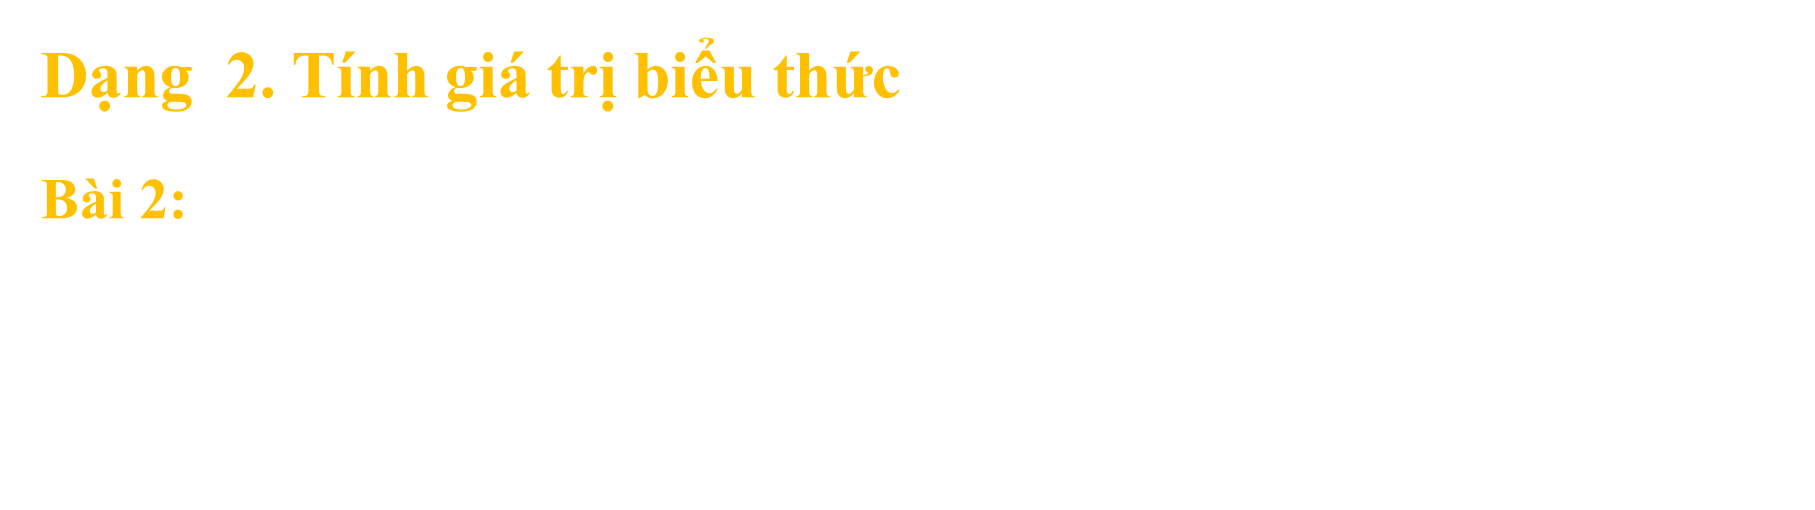 Dạng  2. Tính giá trị biểu thức
Bài 2: